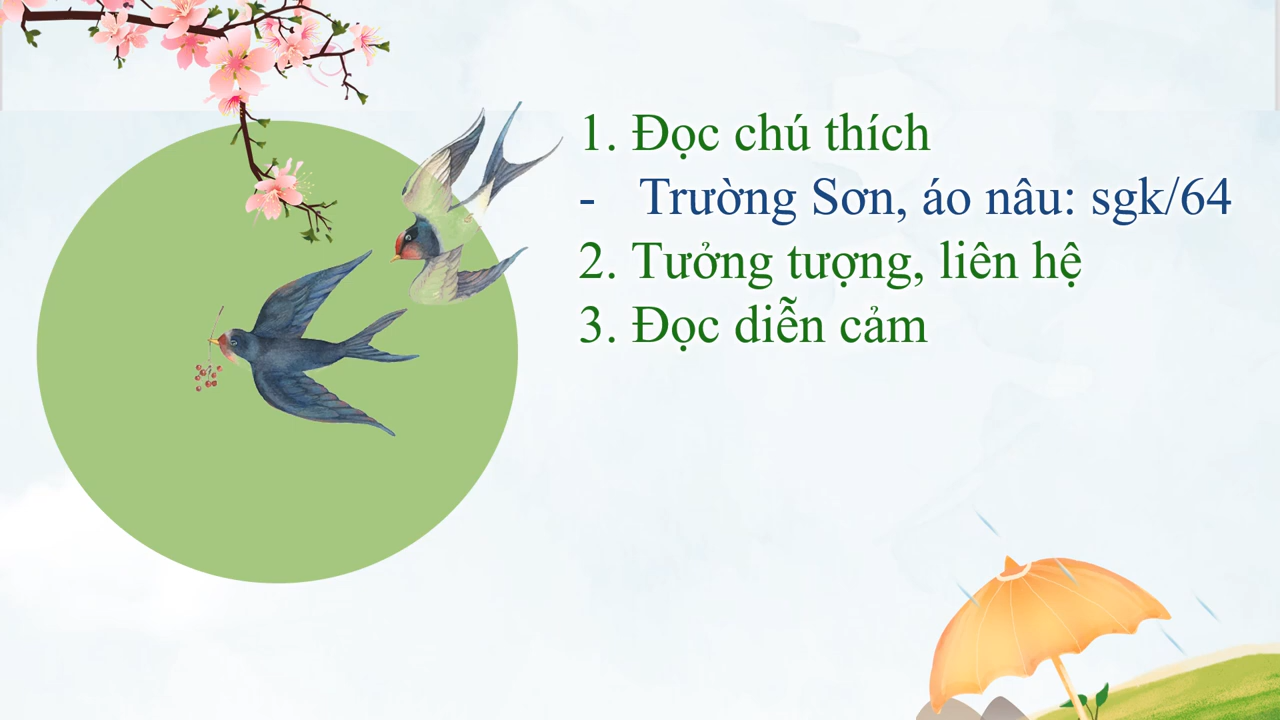 1. Đọc chú thích
- Trường Sơn, áo nâu: sgk/64
2. Tưởng tượng, liên hệ
3. Đọc diễn cảm